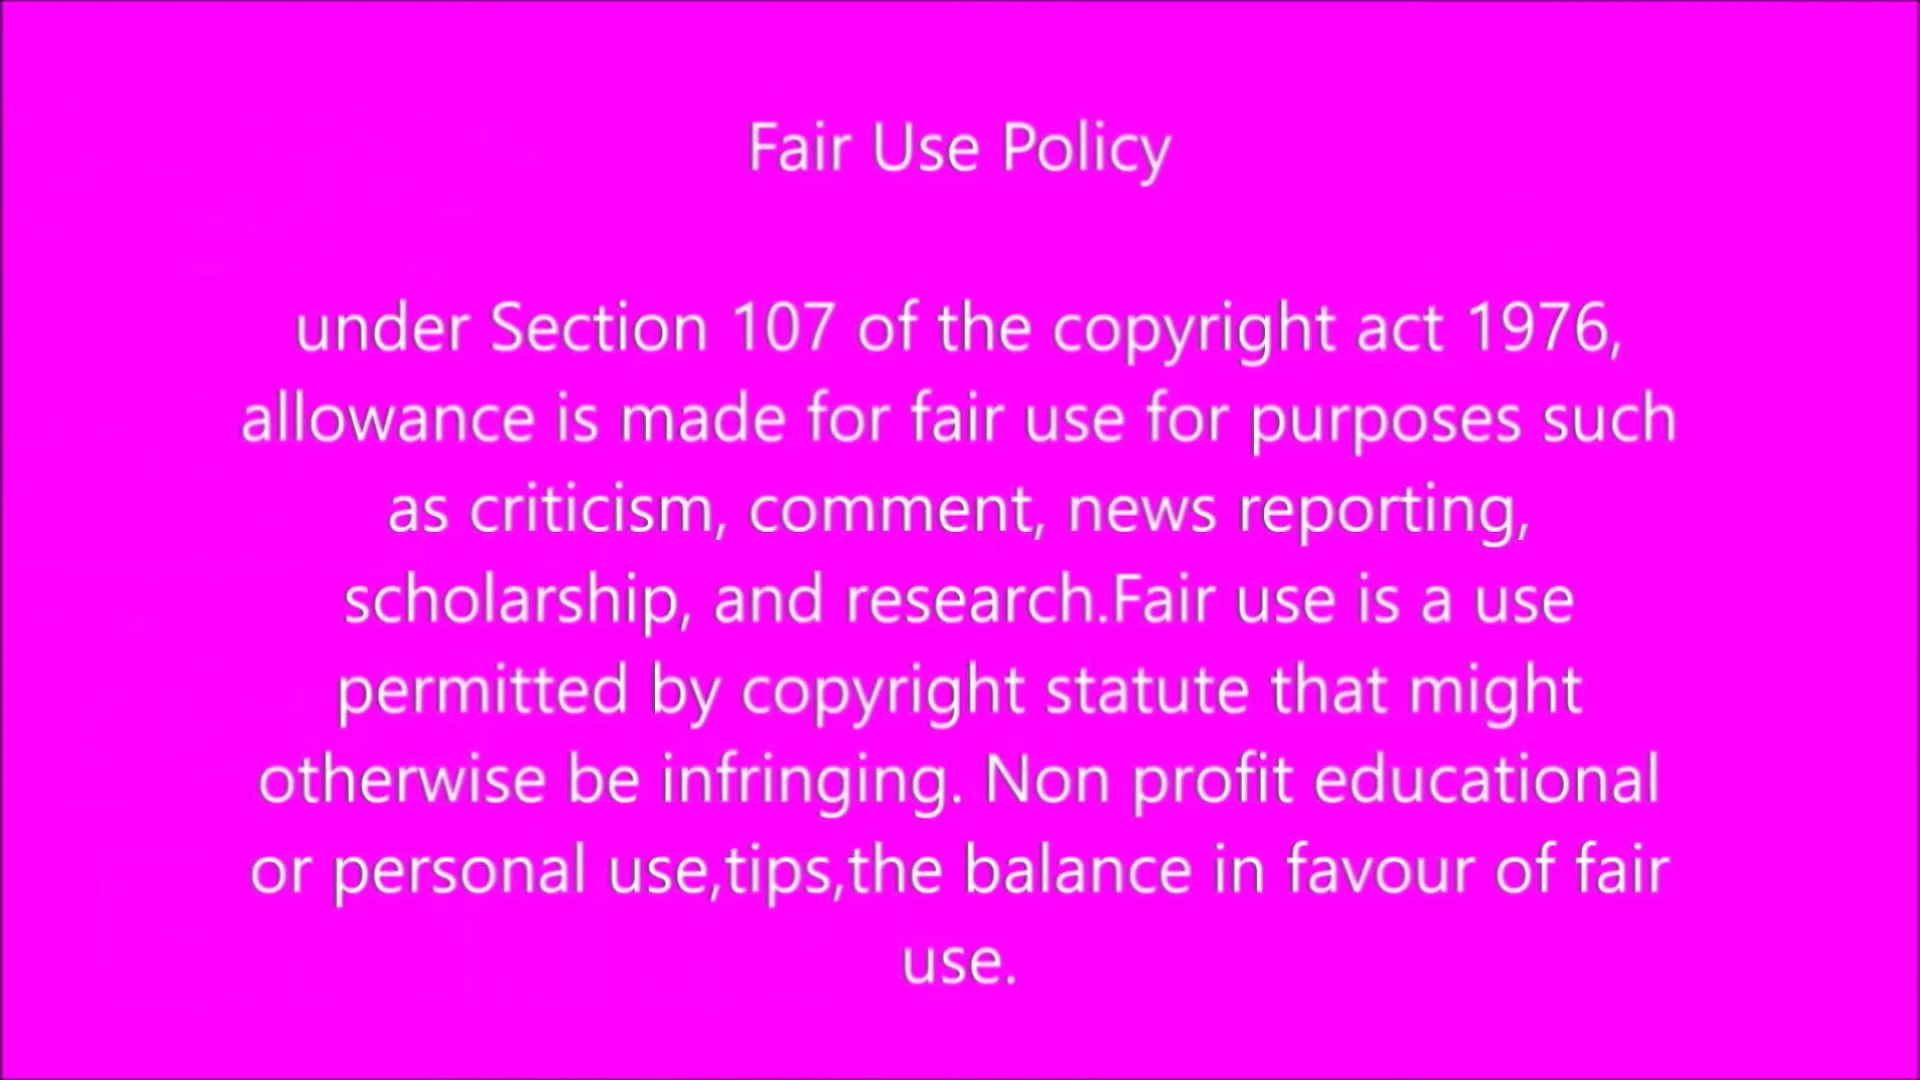 Fair Use Policy
under Section 107 of the copyright act 1976,
allowance is made for fair use for purposes such
as criticism, comment, news reporting,
scholarship, and research.Fair use is a use
permitted by copyright statute that might
otherwise be infringing. Non profit educational
or personal use,tips,the balance in favour of fair
use.